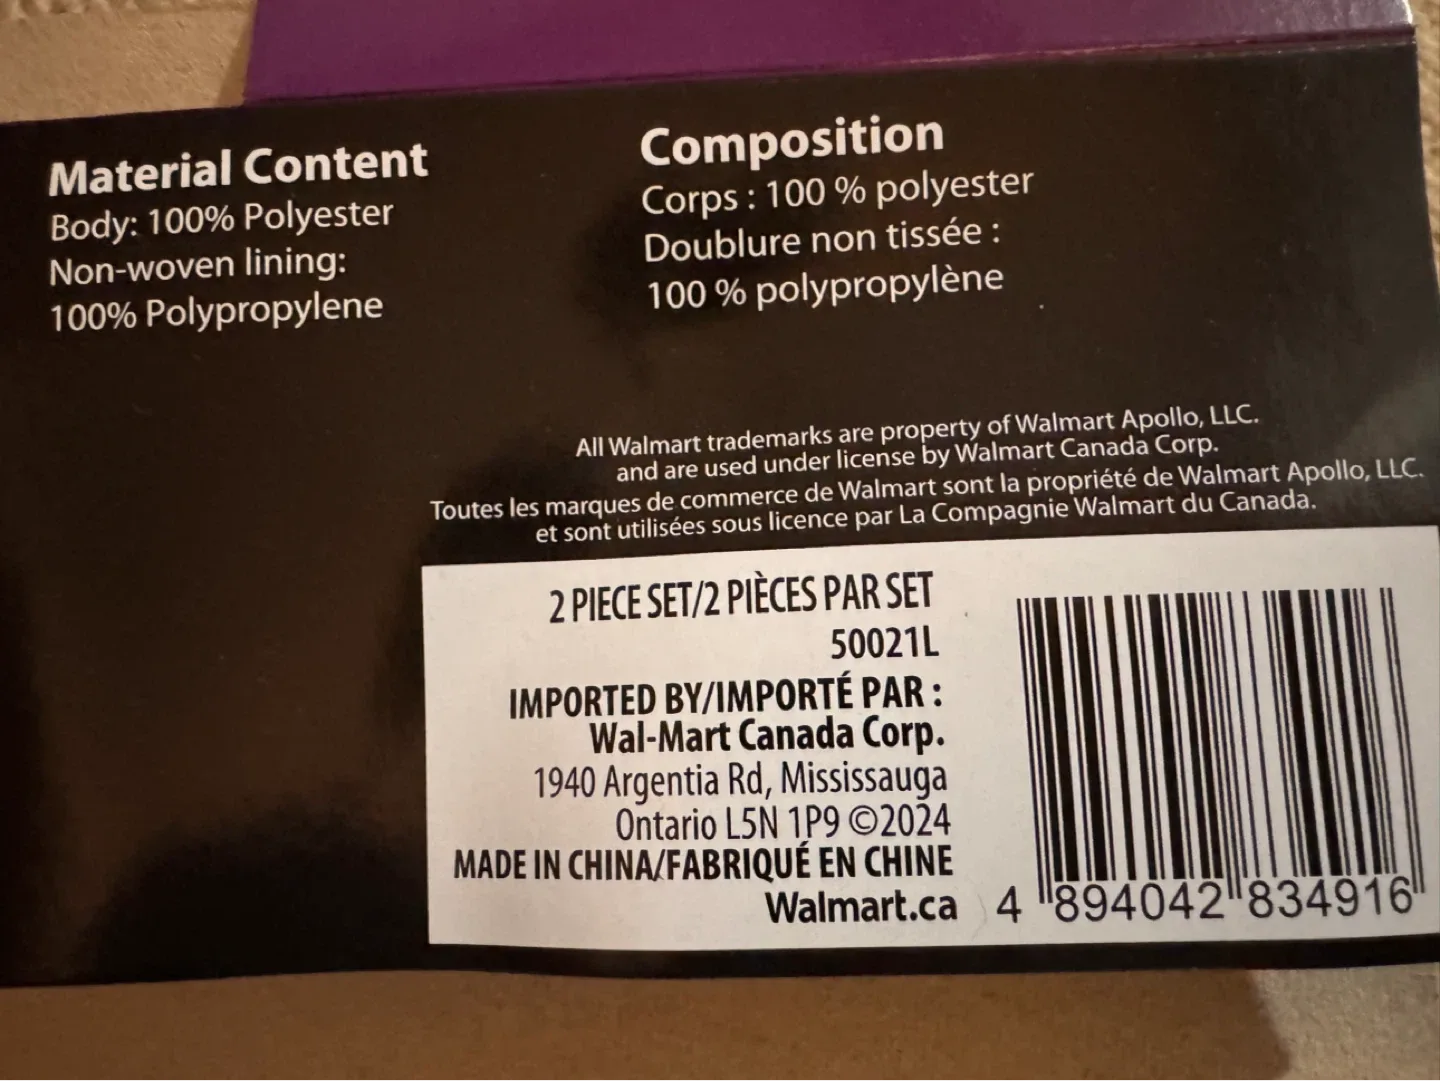 Material Content
Body: 100% Polyester
Non-woven lining:
100% Polypropylene
Composition
Corps : 100 % polyester
Doublure non tissée :
100 % polypropylène
All Walmart trademarks are property of Walmart Apollo, LLC.
and are used under license by Walmart Canada Corp.
Toutes les marques de commerce de Walmart sont la propriété de Walmart Apollo, LLC.
et sont utilisées sous licence par La Compagnie Walmart du Canada.
2 PIECE SET/2 PIÈCES PAR SET
50021L
IMPORTED BY/IMPORTÉ PAR :
Wal-Mart Canada Corp.
1940 Argentia Rd, Mississauga
Ontario L5N 1P9 ©2024
MADE IN CHINA/FABRIQUÉ EN CHINE
Walmart.ca
4 894042 834916